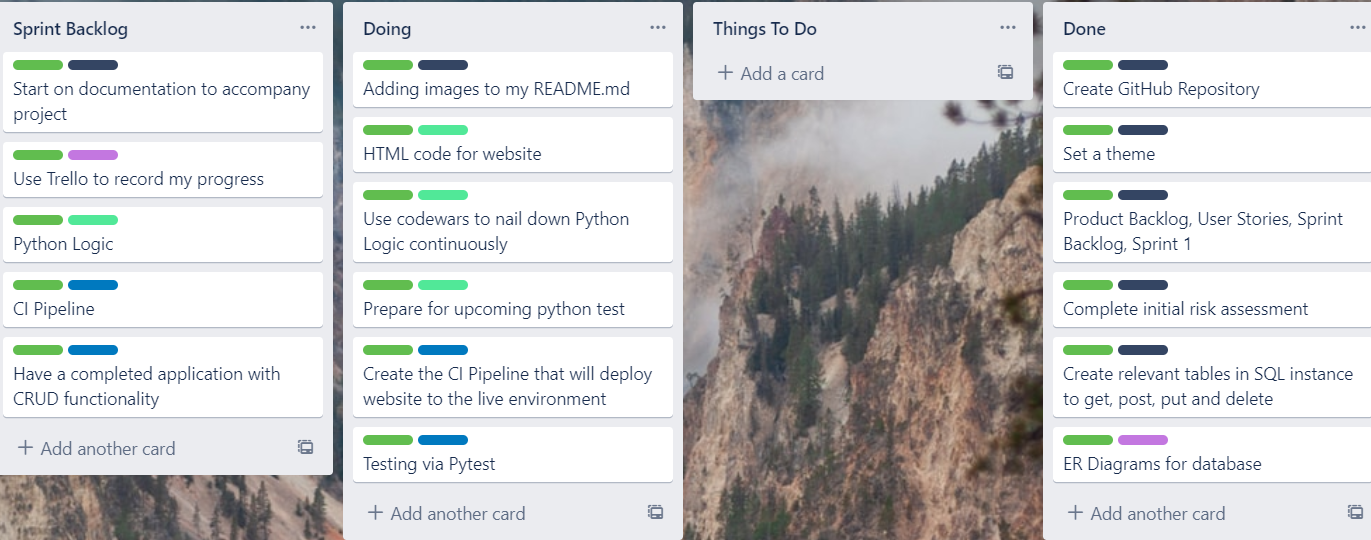 Sprint Backlog
Start on documentation to accompany
project
Use Trello to record my progress
Python Logic
CI Pipeline
Have a completed application with
CRUD functionality
+ Add another card
Doing
Adding images to my README.md
HTML code for website
Use codewars to nail down Python
Logic continuously
Prepare for upcoming python test
Create the CI Pipeline that will deploy
website to the live environment
Testing via Pytest
+ Add another card
Things To Do
+ Add a card
Done
Create GitHub Repository
Set a theme
Product Backlog, User Stories, Sprint
Backlog, Sprint 1
Complete initial risk assessment
Create relevant tables in SQL instance
to get, post, put and delete
ER Diagrams for database
+ Add another card